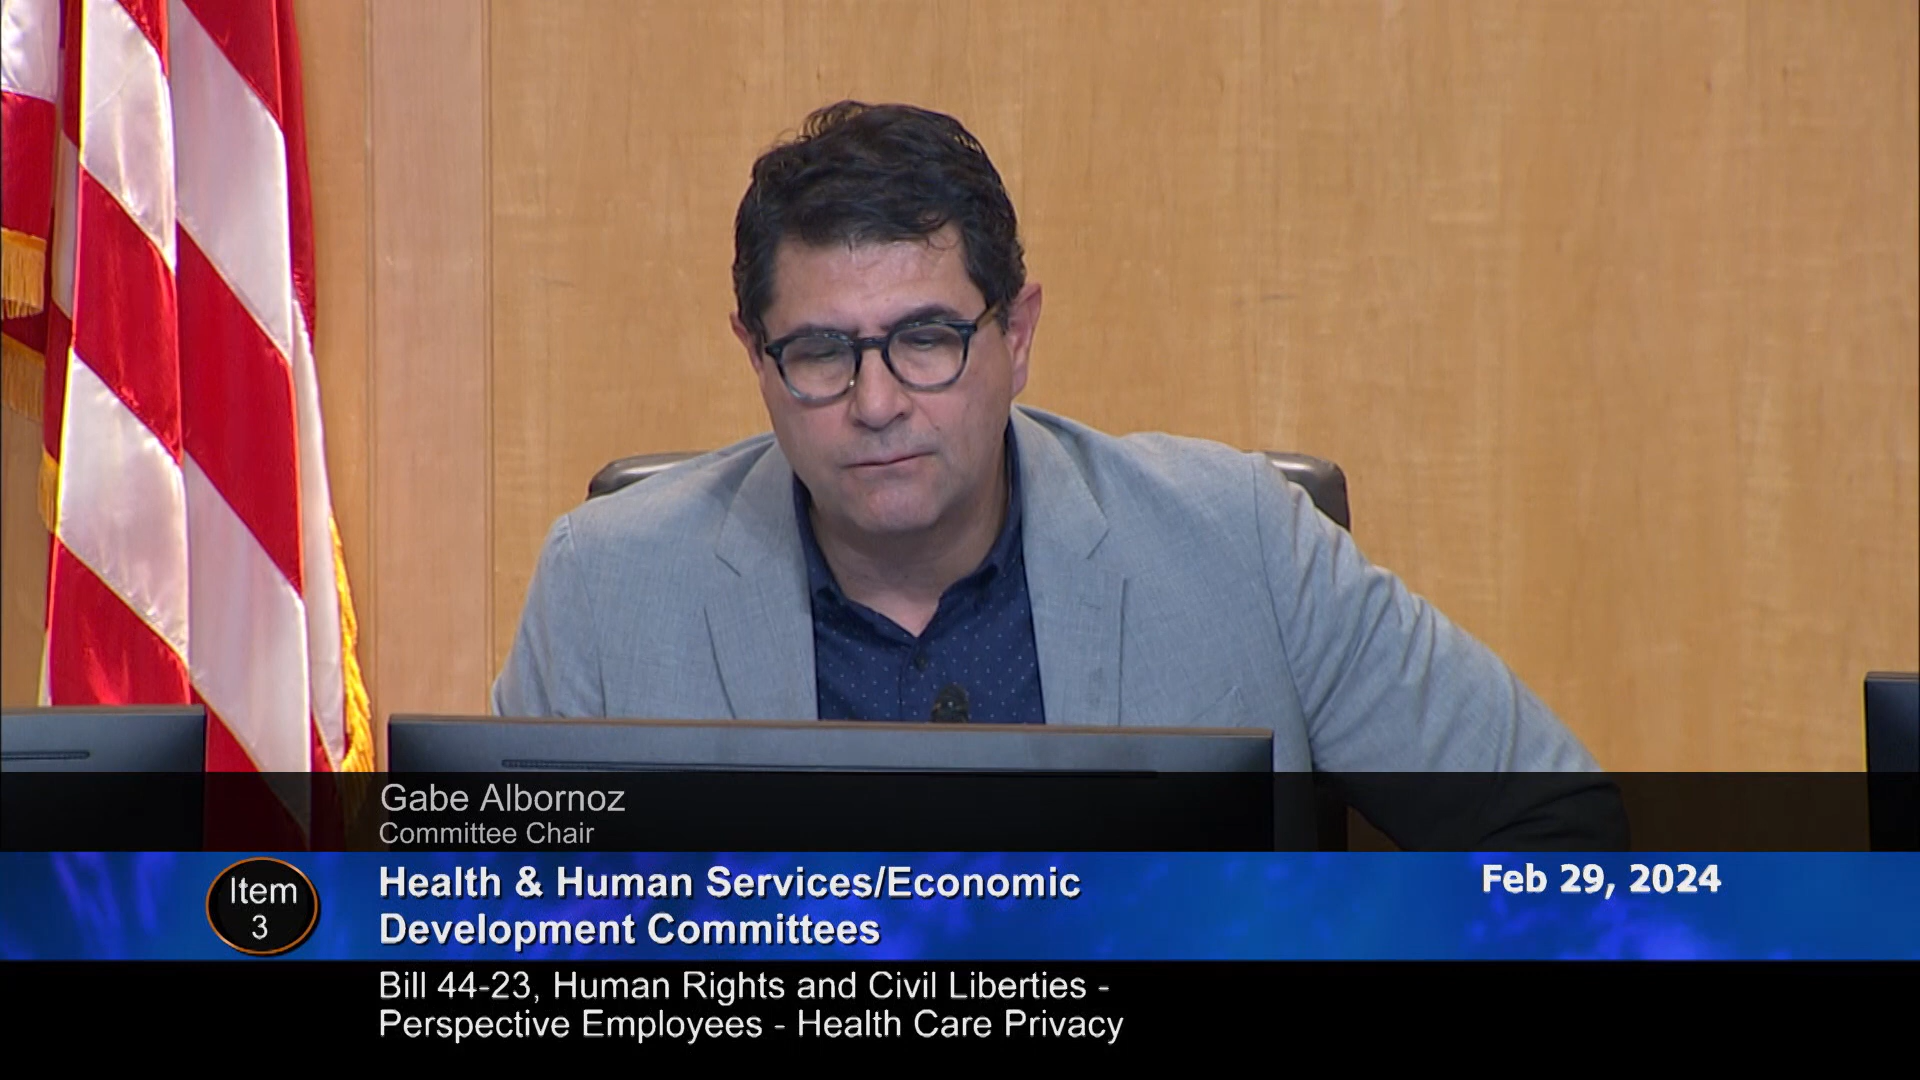 Gabe Albornoz
Committee Chair
Item
3
Health & Human Services/Economic
Development Committees
Feb 29, 2024
Bill 44-23, Human Rights and Civil Liberties -
Perspective Employees - Health Care Privacy